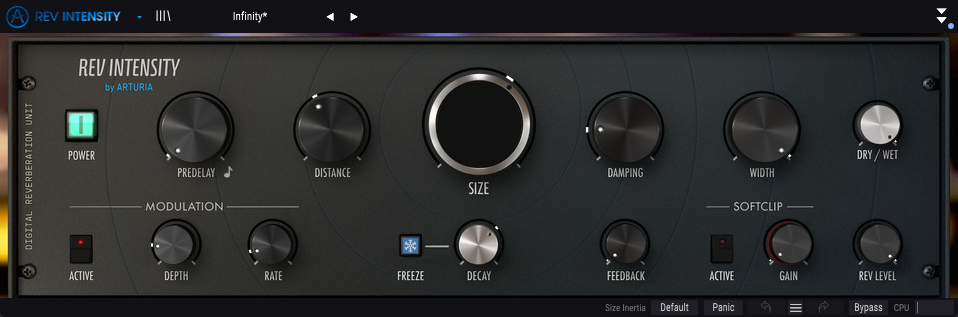 REV INTENSITY
Infinity*
REV INTENSITY
by ARTURIA
DIGITAL REVERBERATION UNIT
POWER
PREDELAY
DISTANCE
SIZE
DAMPING
WIDTH
DRY / WET
MODULATION
SOFTCLIP
ACTIVE
DEPTH
RATE
FREEZE
DECAY
FEEDBACK
ACTIVE
GAIN
REV LEVEL
Size Inertia
Default
Panic
Bypass
CPU